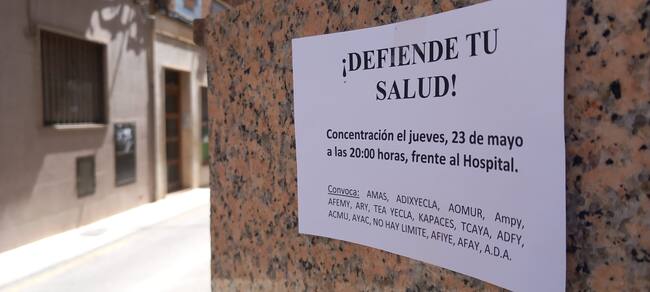 ¡DEFIENDE TU
SALUD!
Concentración el jueves, 23 de mayo
a las 20:00 horas, frente al Hospital.
Convoca: AMAS, ADIXYECLA, AOMUR, Ampy,
AFEMY, ARY, TEA YECLA, KAPACES, TCAYA, ADFY,
ACMU, AYAC, NO HAY LIMITE, AFIYE, AFAY, A.D.A.